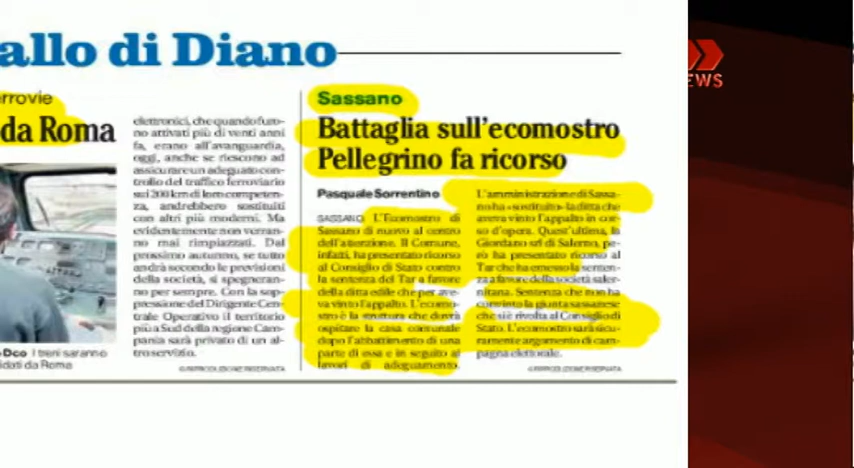 allo di Diano
EWS
rrovie
da Roma
elettronici, che quando furo-
no attivati più di venti anni
fa, erano all'avanguardia,
oggi, anche se riescono ad
assicurare un adeguato con-
trollo del traffico ferroviario
sui 200 km di loro competen-
za, andrebbero sostituiti
con altri più moderni. Ma
evidentemente non verran-
no mai rimpiazzati. Dal
prossimo autunno, se tutto
andrà secondo le previsioni
della società, si spegneran-
no per sempre. Con la sop-
pressione del Dirigente Cen-
trale Operativo il territorio
più a Sud della regione Cam-
pania sarà privato di un al-
tro servizio.
©RIPRODUZIONE RISERVATA
Dco I treni saranno
idati da Roma
Sassano
Battaglia sull'ecomostro
Pellegrino fa ricorso
Pasquale Sorrentino
SASSANO. L'Ecomostro di
Sassano di nuovo al centro
dell'attenzione. Il Comune,
infatti, ha presentato ricorso
al Consiglio di Stato contro
la sentenza del Tar a favore
della ditta edile che per ave-
va vinto l'appalto. L'ecomo-
stro è la struttura che dovrà
ospitare la casa comunale
dopo l'abbattimento di una
parte di essa e in seguito ai
lavori di adeguamento.
L'amministrazione di Sassa-
no ha «sostituito» la ditta che
aveva vinto l'appalto in cor-
so d'opera. Quest'ultima, la
Giordano srl di Salerno, pe-
rò ha presentato ricorso al
Tar che ha emesso la senten-
za a favore della società saler-
nitana. Sentenza che non ha
convinto la giunta sassanese
che si è rivolta al Consiglio di
Stato. L'ecomostro sarà sicu-
ramente argomento di cam-
pagna elettorale.
©RIPRODUZIONE RISERVATA